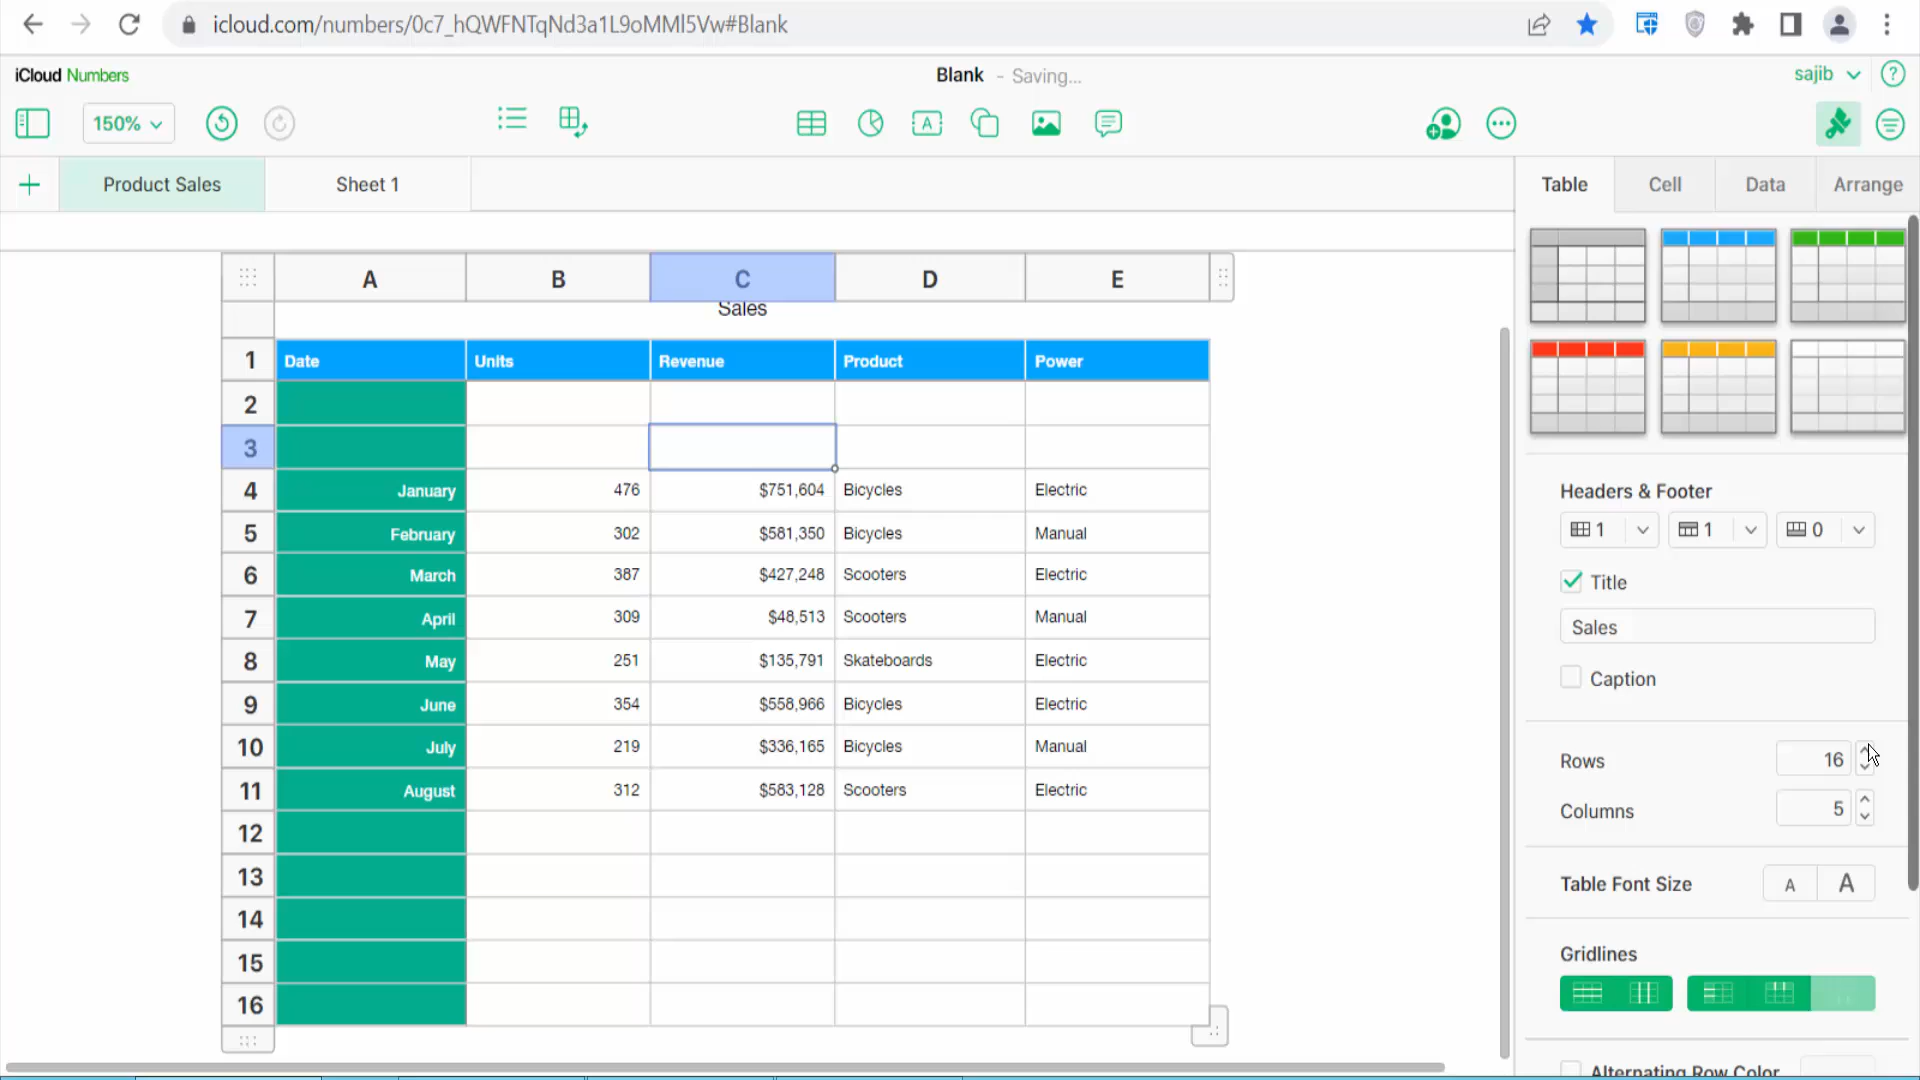 icloud.com/numbers/0c7_hQWFNTqNd3a1L9oMMl5Vw#Blank
iCloud Numbers
Blank - Saving...
sajib
150%
Product Sales
Sheet 1
Table
Cell
Data
Arrange
A B C D E
Sales
1 Date Units Revenue Product Power
2
3
4 January 476 $751,604 Bicycles Electric
5 February 302 $581,350 Bicycles Manual
6 March 387 $427,248 Scooters Electric
7 April 309 $48,513 Scooters Manual
8 May 251 $135,791 Skateboards Electric
9 June 354 $558,966 Bicycles Electric
10 July 219 $336,165 Bicycles Manual
11 August 312 $583,128 Scooters Electric
12
13
14
15
16
Headers & Footer
1 1 0
Title
Sales
Caption
Rows 16
Columns 5
Table Font Size A A
Gridlines
Alternating Row Color